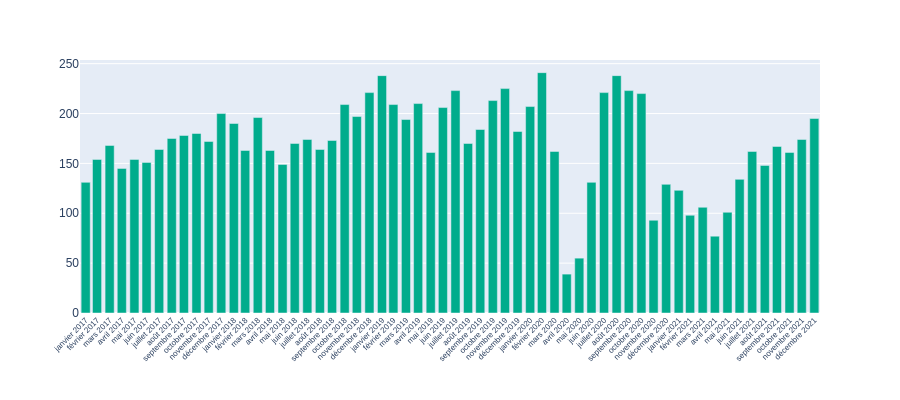 250
200
150
100
50
0
janvier 2017
février 2017
mars 2017
avril 2017
mai 2017
juin 2017
juillet 2017
août 2017
septembre 2017
octobre 2017
novembre 2017
décembre 2017
janvier 2018
février 2018
mars 2018
avril 2018
mai 2018
juin 2018
juillet 2018
août 2018
septembre 2018
octobre 2018
novembre 2018
décembre 2018
janvier 2019
février 2019
mars 2019
avril 2019
mai 2019
juin 2019
juillet 2019
août 2019
septembre 2019
octobre 2019
novembre 2019
décembre 2019
janvier 2020
février 2020
mars 2020
avril 2020
mai 2020
juin 2020
juillet 2020
août 2020
septembre 2020
octobre 2020
novembre 2020
décembre 2020
janvier 2021
février 2021
mars 2021
avril 2021
mai 2021
juin 2021
juillet 2021
août 2021
septembre 2021
octobre 2021
novembre 2021
décembre 2021